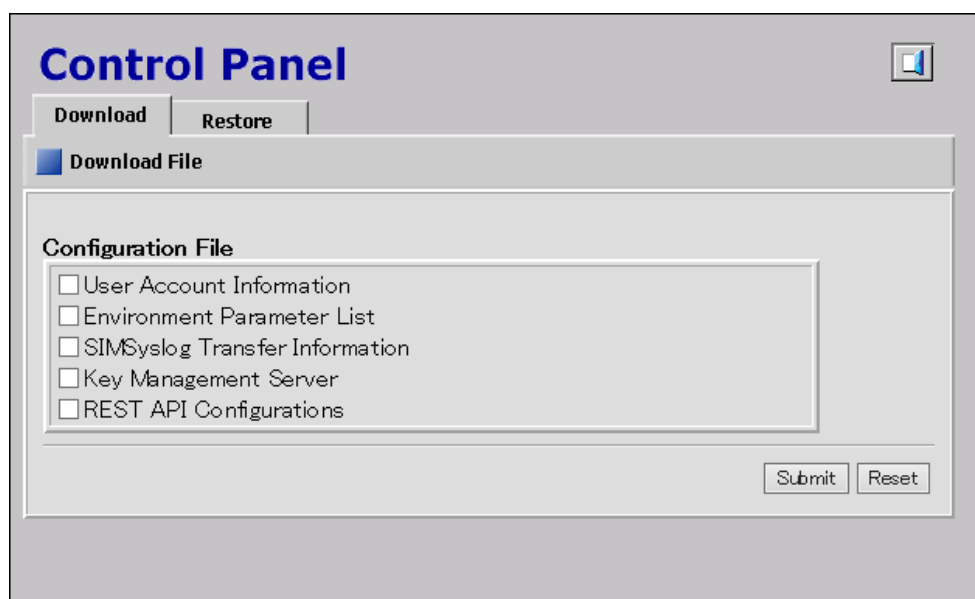 Control Panel
Download
Restore
Download File
Configuration File
User Account Information
Environment Parameter List
SIMSyslog Transfer Information
Key Management Server
REST API Configurations
Submit
Reset